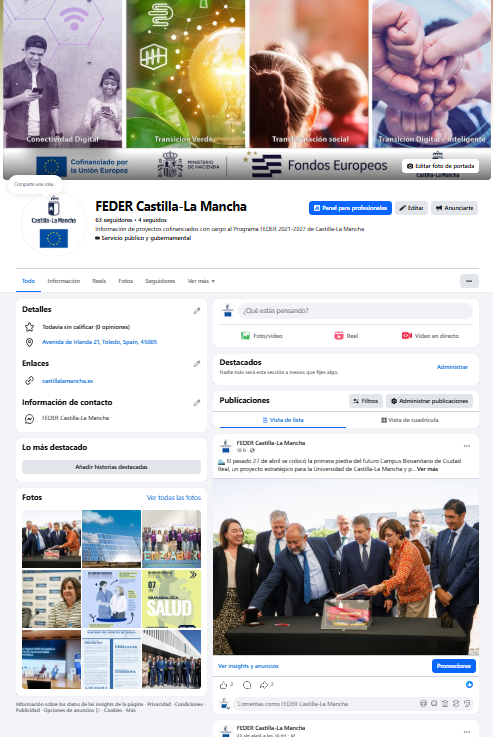 Conectividad Digital
Transición Verde
Transformación social
Transición Digital e Inteligente
Cofinanciado por
la Unión Europea
MINISTERIO
DE HACIENDA
Fondos Europeos
Castilla-La Mancha
Editar foto de portada
Comparte una idea...
Castilla-La Mancha
FEDER Castilla-La Mancha
63 seguidores • 4 seguidos
Información de proyectos cofinanciados con cargo al Programa FEDER 2021-2027 de Castilla-La Mancha
Servicio público y gubernamental
Panel para profesionales
Editar
Anunciarte
Todo
Información
Reels
Fotos
Seguidores
Ver más
Detalles
Todavía sin calificar (0 opiniones)
Avenida de Irlanda 21, Toledo, Spain, 45005
Enlaces
castillalamancha.es
Información de contacto
FEDER Castilla-La Mancha
Lo más destacado
Añadir historias destacadas
Fotos
Ver todas las fotos
07
SALUD
Información sobre los datos de las insights de la página · Privacidad · Condiciones ·
Publicidad · Opciones de anuncios · Cookies · Más
¿Qué estás pensando?
Foto/video
Reel
Video en directo
Destacados
Nadie más verá esta sección a menos que fijes algo.
Administrar
Publicaciones
Filtros
Administrar publicaciones
Vista de lista
Vista de cuadrícula
FEDER Castilla-La Mancha
18 h
El pasado 27 de abril se colocó la primera piedra del futuro Campus Biosanitario de Ciudad
Real, un proyecto estratégico para la Universidad de Castilla-La Mancha y p... Ver más
Ver insights y anuncios
Promocionar
2
2
Comentar como FEDER Castilla-La Mancha
FEDER Castilla-La Mancha